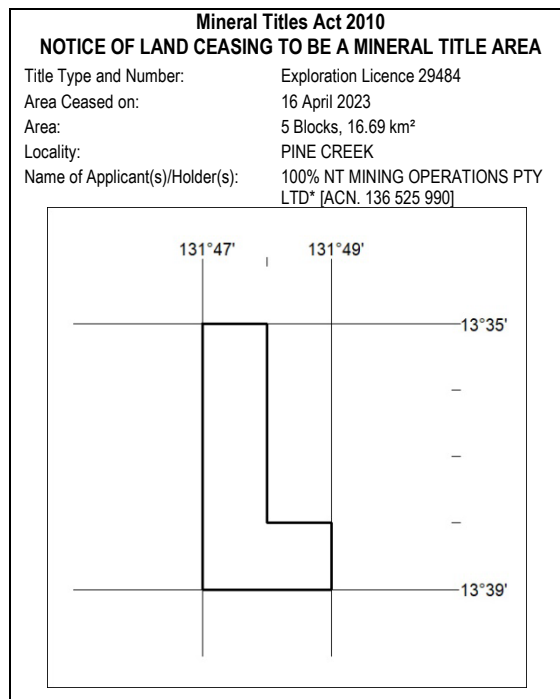 Mineral Titles Act 2010
NOTICE OF LAND CEASING TO BE A MINERAL TITLE AREA
Title Type and Number: Exploration Licence 29484
Area Ceased on: 16 April 2023
Area: 5 Blocks, 16.69 km²
Locality: PINE CREEK
Name of Applicant(s)/Holder(s): 100% NT MINING OPERATIONS PTY
LTD* [ACN. 136 525 990]
131°47' 131°49'
13°35'
13°39'